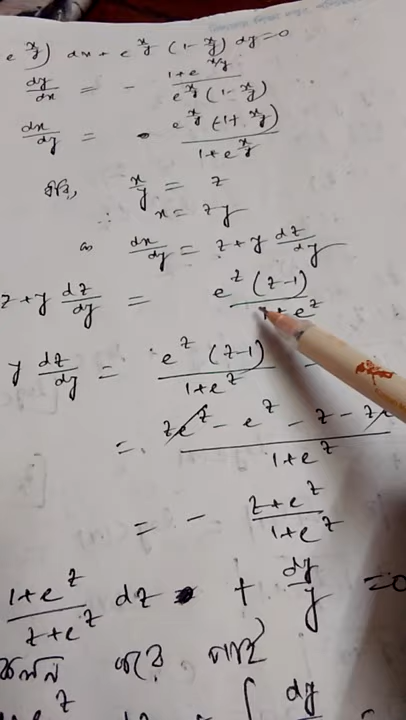 e^{x/y}) dx + e^{x/y} (1 - x/y) dy = 0
dy/dx = - (1 + e^{x/y}) / (e^{x/y} (1 - x/y))
dx/dy = - (e^{x/y} (1 + x/y)) / (1 + e^{x/y})
ধরি, x/y = z
∴ x = zy
dx/dy = z + y dz/dy
z + y dz/dy = (e^z (z-1)) / (1 + e^z)
y dz/dy = (e^z (z-1)) / (1 + e^z) -
= (ze^z - e^z - z - ze) / (1 + e^z)
= - (z + e^z) / (1 + e^z)
(1 + e^z) / (z + e^z) dz + dy/y = 0
করে পাই
e^z ∫ dy